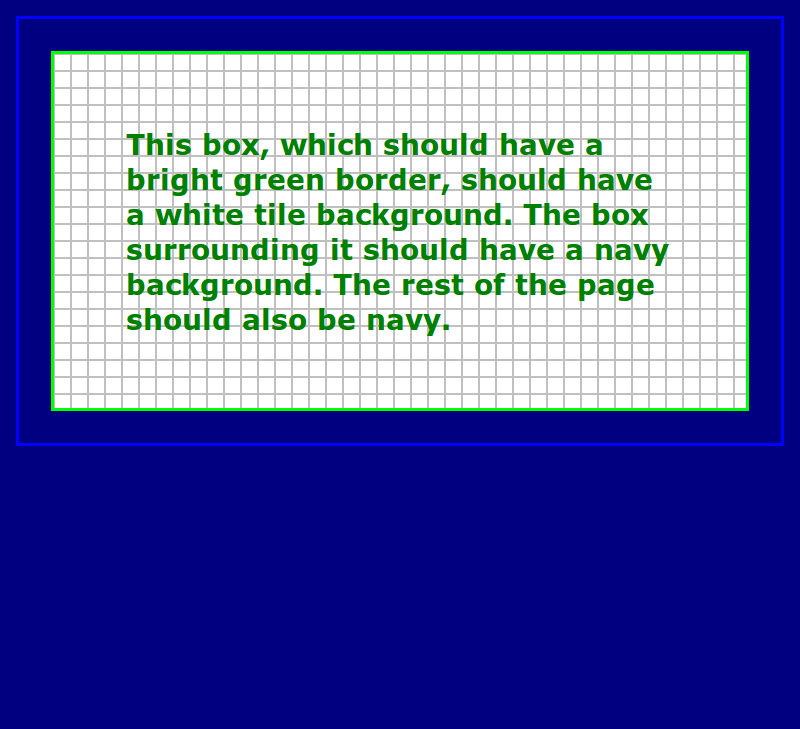 This box, which should have a
bright green border, should have
a white tile background. The box
surrounding it should have a navy
background. The rest of the page
should also be navy.